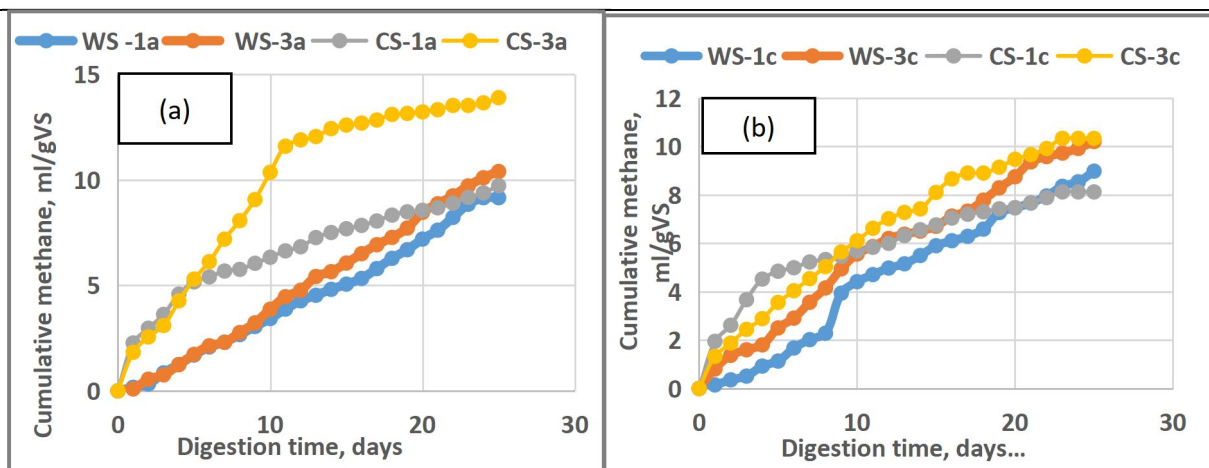 WS -1a WS-3a CS-1a CS-3a
(a)
Cumulative methane, ml/gVS
15
10
5
0
0 10 20 30
Digestion time, days
WS-1c WS-3c CS-1c CS-3c
(b)
Cumulative methane,
ml/gVS
12
10
8
6
4
2
0
0 10 20 30
Digestion time, days...